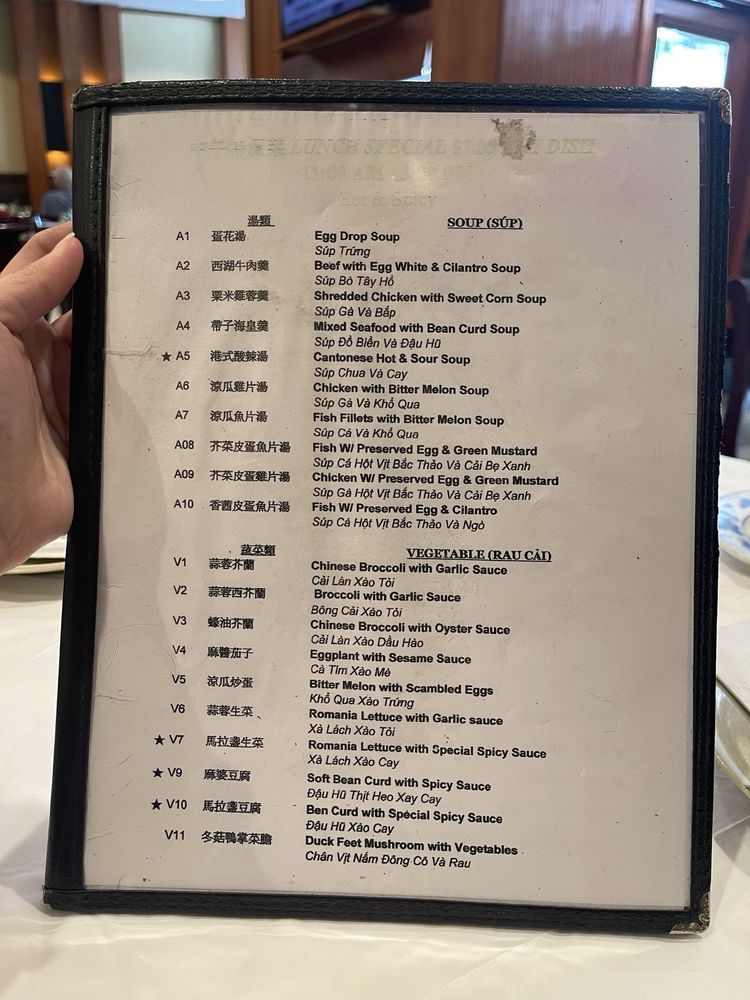 LUNCH SPECIAL DISH
Hot & Spicy
湯類 SOUP (SÚP)
A1 蛋花湯 Egg Drop Soup
Súp Trứng
A2 西湖牛肉羹 Beef with Egg White & Cilantro Soup
Súp Bò Tây Hồ
A3 粟米雞蓉羹 Shredded Chicken with Sweet Corn Soup
Súp Gà Và Bắp
A4 帶子海皇羹 Mixed Seafood with Bean Curd Soup
Súp Đồ Biển Và Đậu Hũ
★ A5 港式酸辣湯 Cantonese Hot & Sour Soup
Súp Chua Và Cay
A6 涼瓜雞片湯 Chicken with Bitter Melon Soup
Súp Gà Và Khổ Qua
A7 涼瓜魚片湯 Fish Fillets with Bitter Melon Soup
Súp Cá Và Khổ Qua
A08 芥菜皮蛋魚片湯 Fish W/ Preserved Egg & Green Mustard
Súp Cá Hột Vịt Bắc Thảo Và Cải Bẹ Xanh
A09 芥菜皮蛋雞片湯 Chicken W/ Preserved Egg & Green Mustard
Súp Gà Hột Vịt Bắc Thảo Và Cải Bẹ Xanh
A10 香茜皮蛋魚片湯 Fish W/ Preserved Egg & Cilantro
Súp Cá Hột Vịt Bắc Thảo Và Ngò
蔬菜類 VEGETABLE (RAU CẢI)
V1 蒜蓉芥蘭 Chinese Broccoli with Garlic Sauce
Cải Làn Xào Tỏi
V2 蒜蓉西芥蘭 Broccoli with Garlic Sauce
Bông Cải Xào Tỏi
V3 蠔油芥蘭 Chinese Broccoli with Oyster Sauce
Cải Làn Xào Dầu Hào
V4 麻醬茄子 Eggplant with Sesame Sauce
Cà Tím Xào Mè
V5 涼瓜炒蛋 Bitter Melon with Scambled Eggs
Khổ Qua Xào Trứng
V6 蒜蓉生菜 Romania Lettuce with Garlic sauce
Xà Lách Xào Tỏi
★ V7 馬拉盞生菜 Romania Lettuce with Special Spicy Sauce
Xà Lách Xào Cay
★ V9 麻婆豆腐 Soft Bean Curd with Spicy Sauce
Đậu Hũ Thịt Heo Xay Cay
★ V10 馬拉盞豆腐 Ben Curd with Special Spicy Sauce
Đậu Hũ Xào Cay
V11 冬菇鴨掌菜膽 Duck Feet Mushroom with Vegetables
Chân Vịt Nấm Đông Cô Và Rau